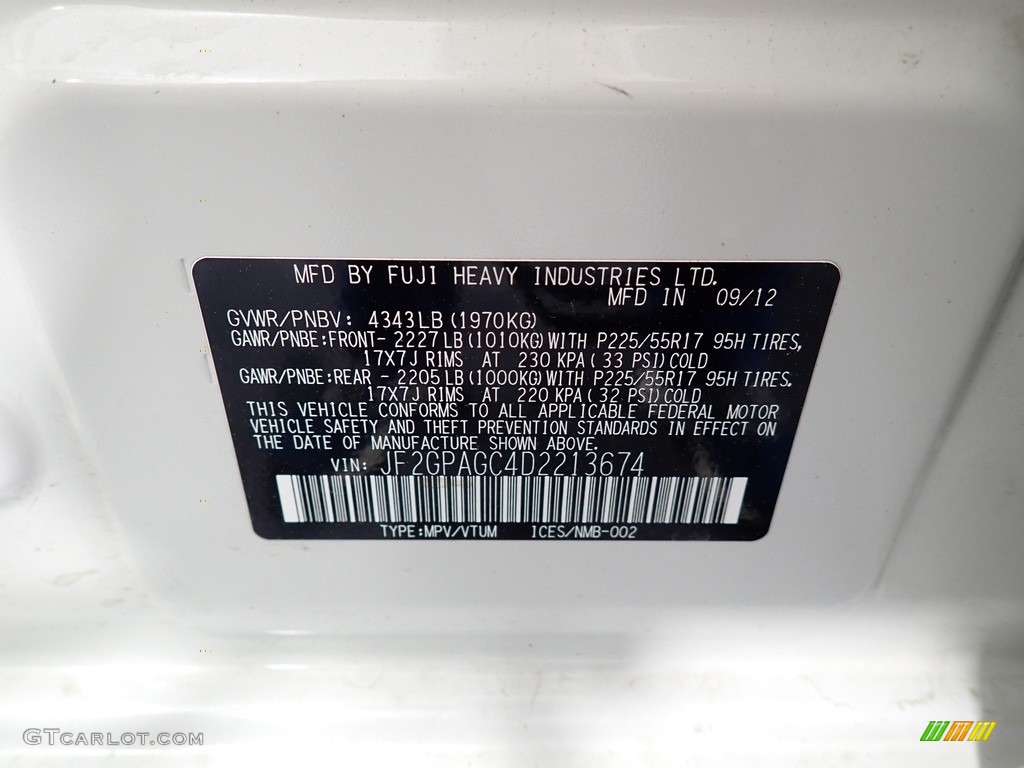 MFD BY FUJI HEAVY INDUSTRIES LTD.
MFD IN 09/12
GVWR/PNBV: 4343LB(1970KG)
GAWR/PNBE:FRONT- 2227LB(1010KG)WITH P225/55R17 95H TIRES,
17X7J RIMS AT 230 KPA( 33 PSI)COLD
GAWR/PNBE:REAR - 2205LB(1000KG)WITH P225/55R17 95H TIRES.
17X7J RIMS AT 220 KPA( 32 PSI)COLD
THIS VEHICLE CONFORMS TO ALL APPLICABLE FEDERAL MOTOR
VEHICLE SAFETY AND THEFT PREVENTION STANDARDS IN EFFECT ON
THE DATE OF MANUFACTURE SHOWN ABOVE.
VIN: JF2GPAGC4D2213674
TYPE:MPV/VTUM ICES/NMB-002
GTCARLOT.COM